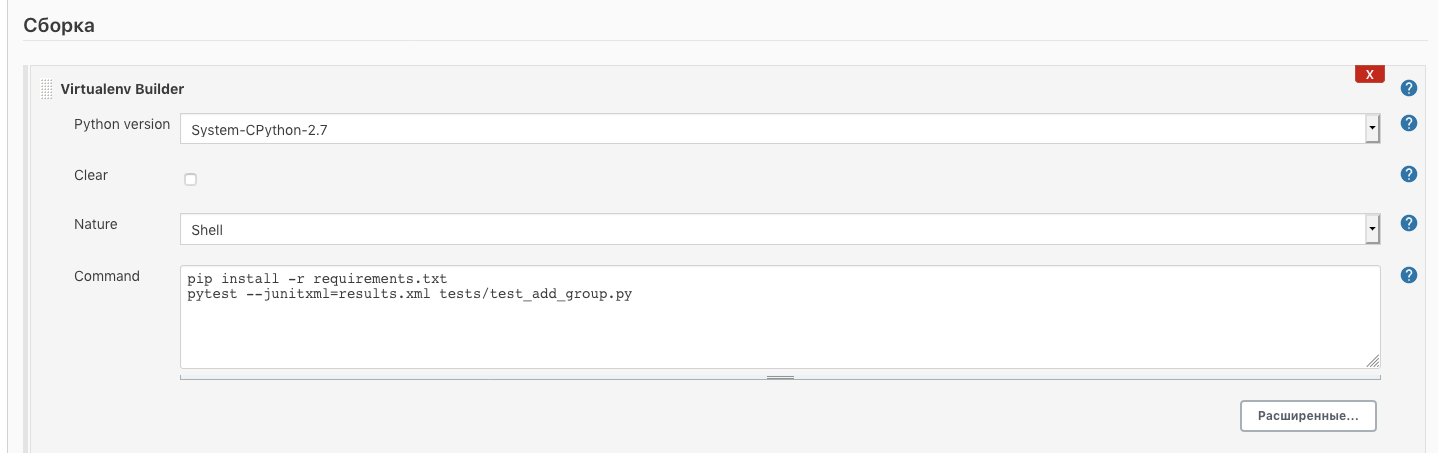 Сборка
X
Virtualenv Builder
?
Python version
System-CPython-2.7
?
Clear
?
Nature
Shell
?
Command
pip install -r requirements.txt
pytest --junitxml=results.xml tests/test_add_group.py
?
Расширенные...